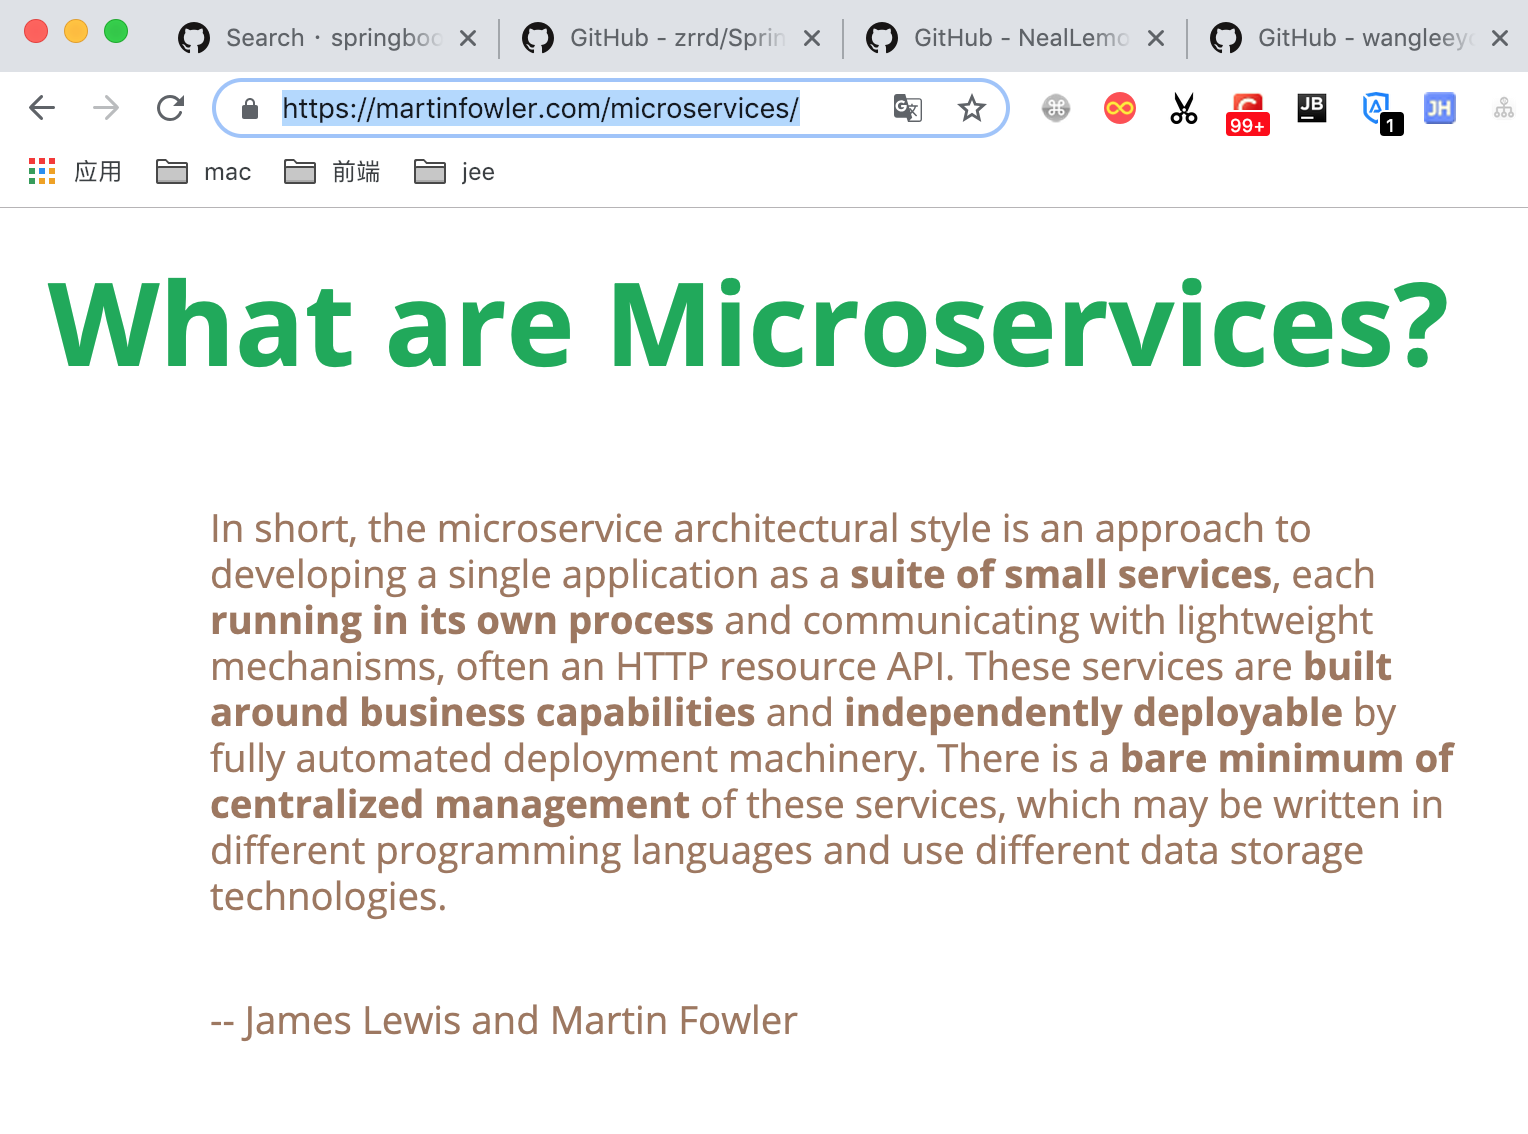 Search · springboo
GitHub - zrrd/Sprin
GitHub - NealLemo
GitHub - wangleeyo
https://martinfowler.com/microservices/
99+
JB
1
JH
应用
mac
前端
jee
What are Microservices?
In short, the microservice architectural style is an approach to
developing a single application as a suite of small services, each
running in its own process and communicating with lightweight
mechanisms, often an HTTP resource API. These services are built
around business capabilities and independently deployable by
fully automated deployment machinery. There is a bare minimum of
centralized management of these services, which may be written in
different programming languages and use different data storage
technologies.
-- James Lewis and Martin Fowler